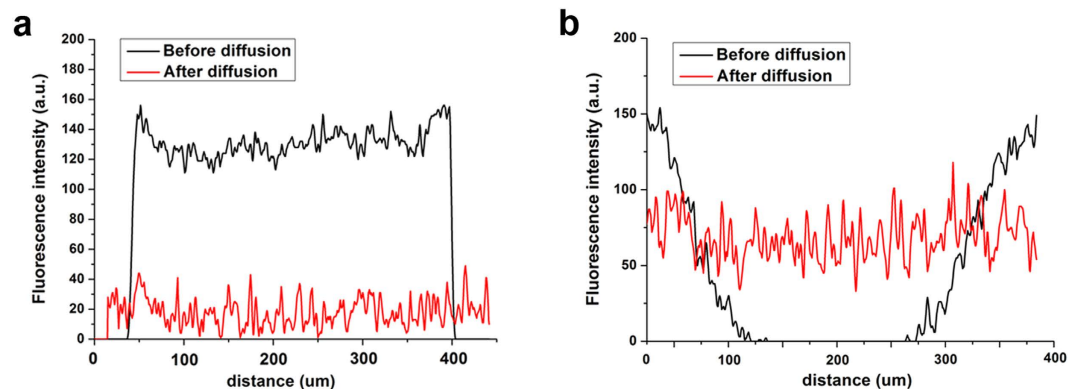 a
200
180
160
140
120
100
80
60
40
20
0
Fluorescence intensity (a.u.)
Before diffusion
After diffusion
0
100
200
300
400
distance (um)
b
200
150
100
50
0
Fluorescence intensity (a.u.)
Before diffusion
After diffusion
0
100
200
300
400
distance (um)